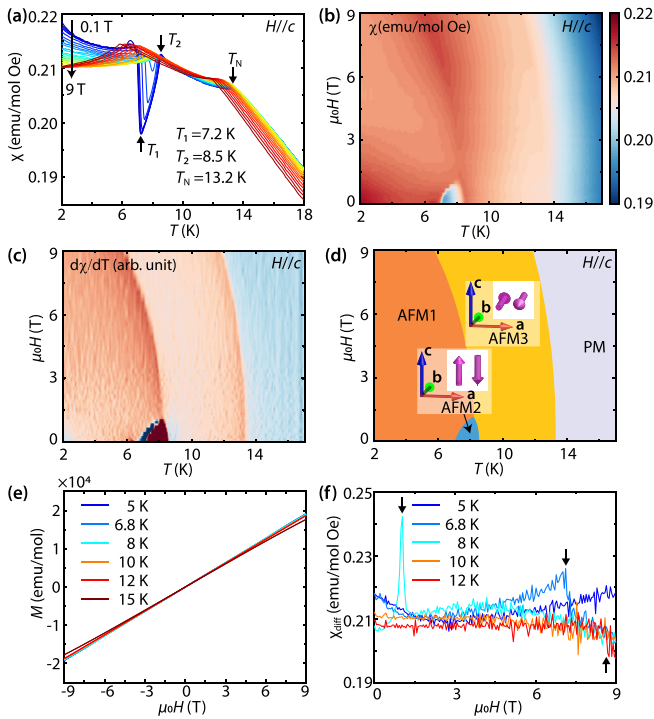 (a)
0.22
0.1 T
T₂
H//c
0.21
T_N
9 T
χ (emu/mol Oe)
0.20
T₁
T₁ =7.2 K
T₂ =8.5 K
T_N =13.2 K
0.19
2 6 10 14 18
T(K)
(b)
9
χ(emu/mol Oe)
H//c
0.22
6
μ₀H (T)
0.21
3
0.20
0
0.19
2 6 10 14
T(K)
(c)
9
dχ/dT (arb. unit)
H//c
6
μ₀H (T)
3
0
2 6 10 14
T(K)
(d)
9
H//c
c
b
a
AFM1
AFM3
PM
6
μ₀H (T)
c
b
a
3
AFM2
0
2 6 10 14
T(K)
(e)
×10⁴
2
5 K
6.8 K
8 K
10 K
12 K
15 K
1
M (emu/mol)
0
-1
-2
-9 -6 -3 0 3 6 9
μ₀H (T)
(f)
0.25
5 K
6.8 K
8 K
10 K
12 K
0.23
χdiff (emu/mol Oe)
0.21
0.19
0 3 6 9
μ₀H (T)